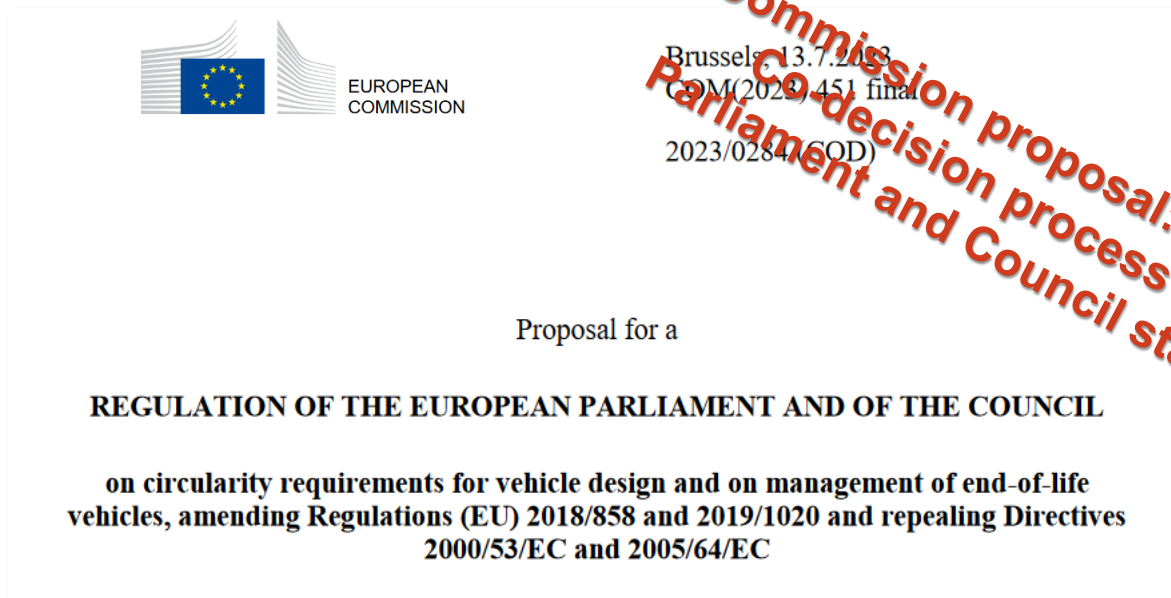 EUROPEAN
COMMISSION
Brussels, 13.7.2023
COM(2023) 451 final
2023/0284 (COD)
Commission proposal:
Co-decision process
Parliament and Council
Proposal for a
REGULATION OF THE EUROPEAN PARLIAMENT AND OF THE COUNCIL
on circularity requirements for vehicle design and on management of end-of-life
vehicles, amending Regulations (EU) 2018/858 and 2019/1020 and repealing Directives
2000/53/EC and 2005/64/EC